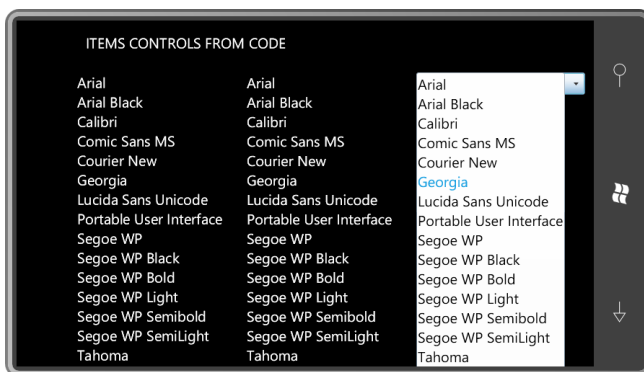 ITEMS CONTROLS FROM CODE
Arial
Arial Black
Calibri
Comic Sans MS
Courier New
Georgia
Lucida Sans Unicode
Portable User Interface
Segoe WP
Segoe WP Black
Segoe WP Bold
Segoe WP Light
Segoe WP Semibold
Segoe WP SemiLight
Tahoma
Arial
Arial Black
Calibri
Comic Sans MS
Courier New
Georgia
Lucida Sans Unicode
Portable User Interface
Segoe WP
Segoe WP Black
Segoe WP Bold
Segoe WP Light
Segoe WP Semibold
Segoe WP SemiLight
Tahoma
Arial
Arial Black
Calibri
Comic Sans MS
Courier New
Georgia
Lucida Sans Unicode
Portable User Interface
Segoe WP
Segoe WP Black
Segoe WP Bold
Segoe WP Light
Segoe WP Semibold
Segoe WP SemiLight
Tahoma